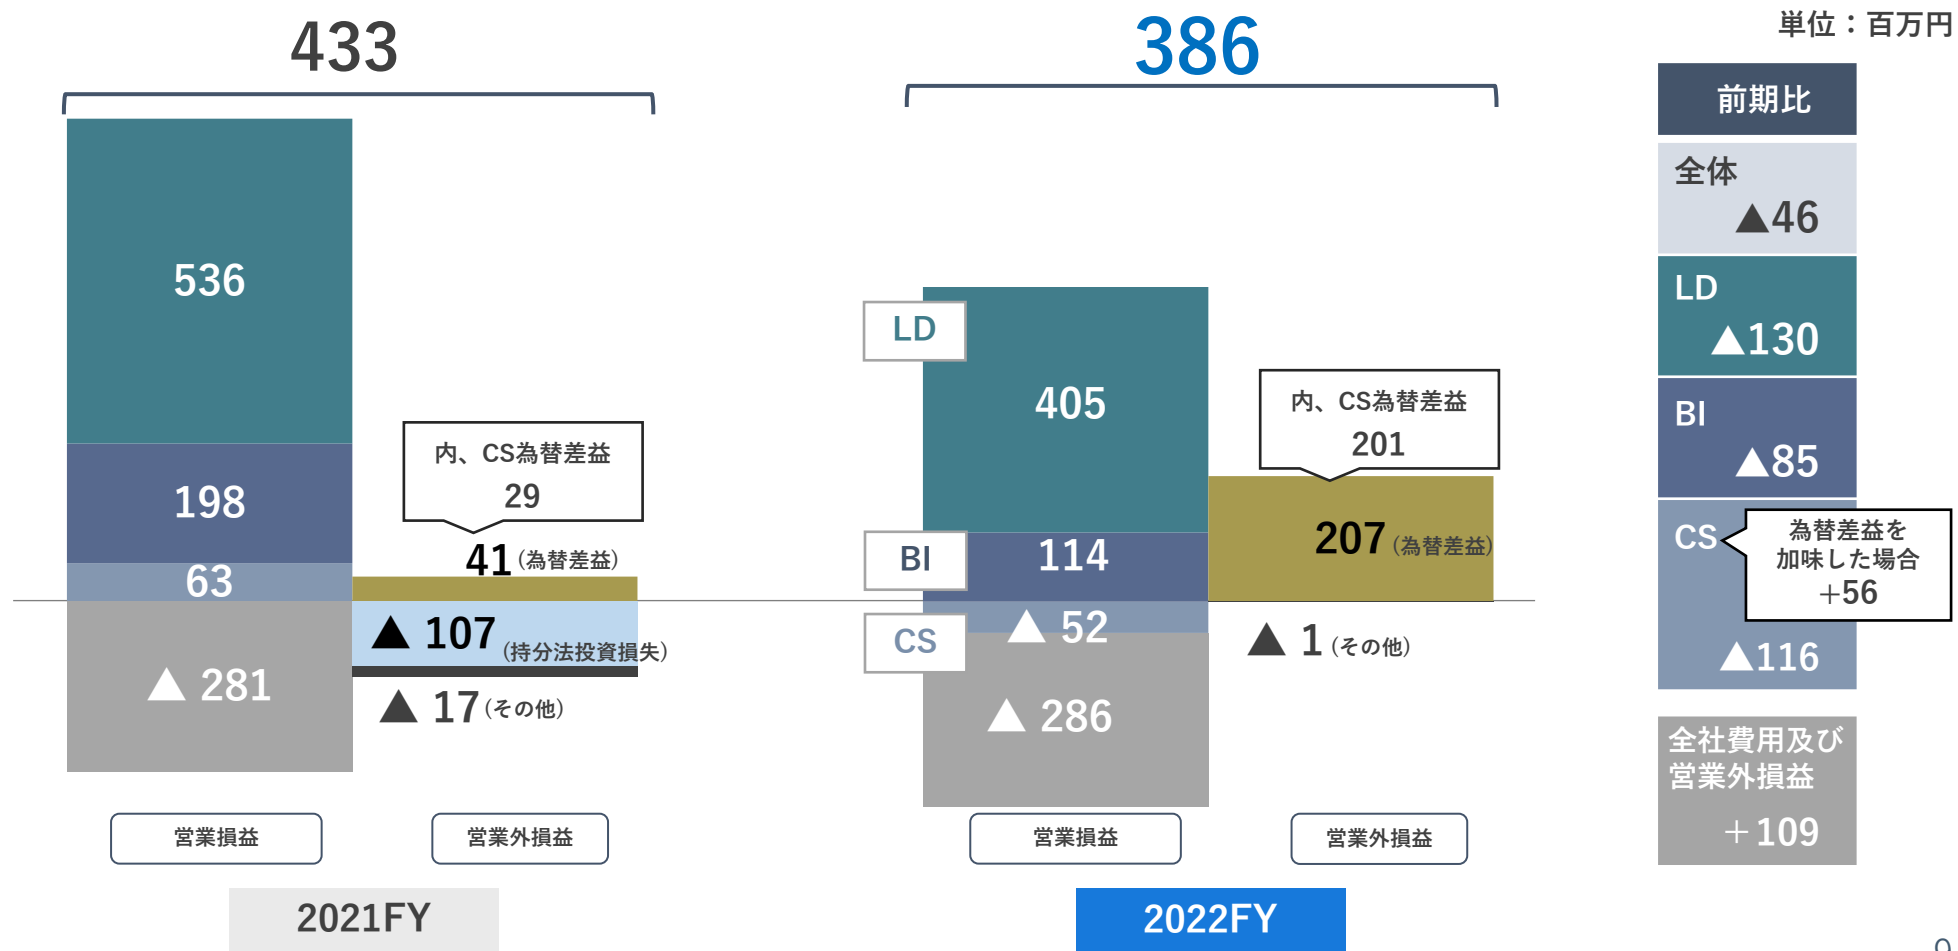 単位：百万円
433
536
198
63
▲ 281
内、CS為替差益
29
41 (為替差益)
▲ 107 (持分法投資損失)
▲ 17 (その他)
営業損益
営業外損益
2021FY
386
LD
405
BI
114
CS
▲ 52
▲ 286
内、CS為替差益
201
207 (為替差益)
▲ 1 (その他)
営業損益
営業外損益
2022FY
前期比
全体
▲46
LD
▲130
BI
▲85
CS
為替差益を
加味した場合
＋56
▲116
全社費用及び
営業外損益
＋109